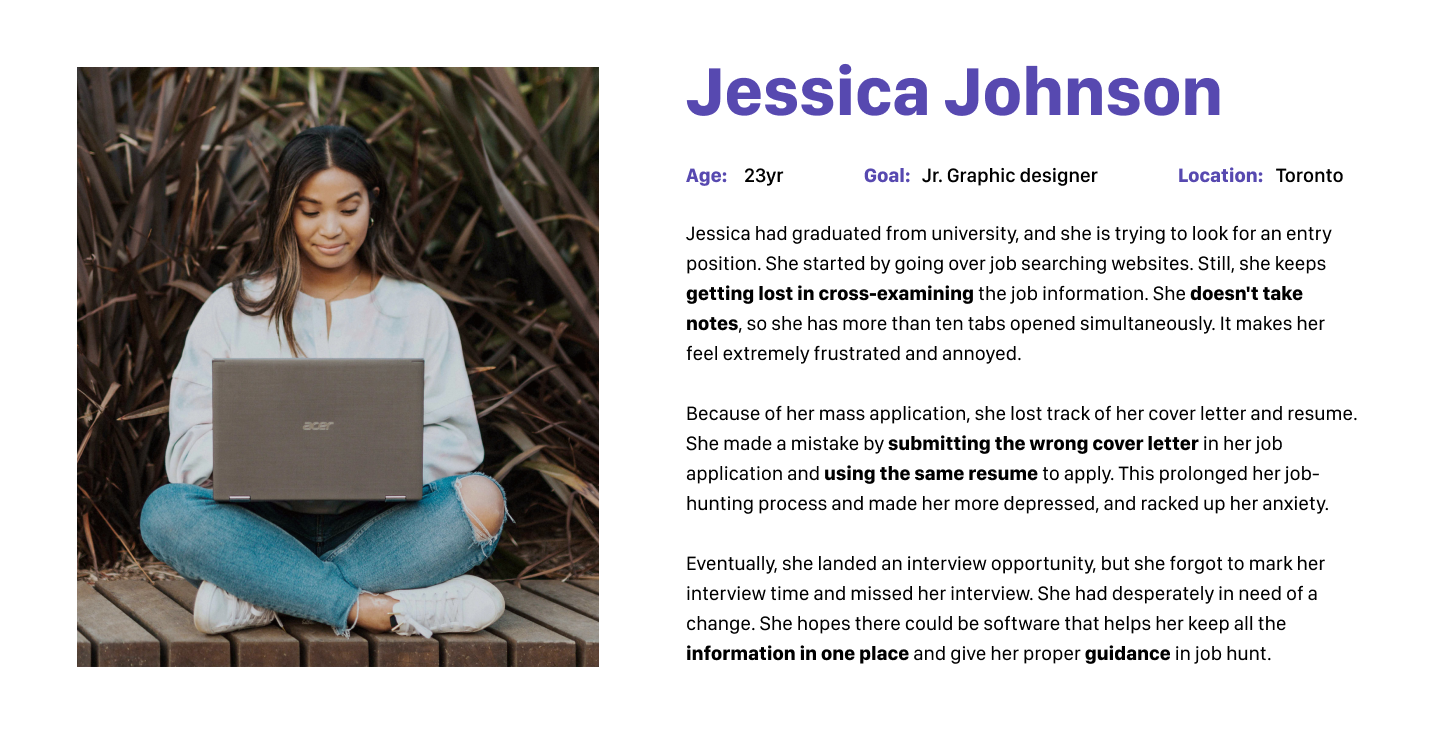 Jessica Johnson
Age: 23yr Goal: Jr. Graphic designer Location: Toronto
Jessica had graduated from university, and she is trying to look for an entry
position. She started by going over job searching websites. Still, she keeps
getting lost in cross-examining the job information. She doesn't take
notes, so she has more than ten tabs opened simultaneously. It makes her
feel extremely frustrated and annoyed.
Because of her mass application, she lost track of her cover letter and resume.
She made a mistake by submitting the wrong cover letter in her job
application and using the same resume to apply. This prolonged her job-
hunting process and made her more depressed, and racked up her anxiety.
Eventually, she landed an interview opportunity, but she forgot to mark her
interview time and missed her interview. She had desperately in need of a
change. She hopes there could be software that helps her keep all the
information in one place and give her proper guidance in job hunt.
acer